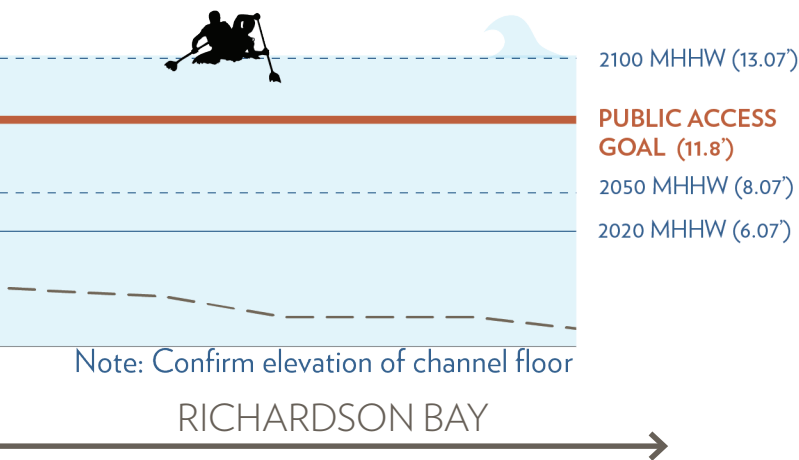 2100 MHHW (13.07')
PUBLIC ACCESS
GOAL (11.8')
2050 MHHW (8.07')
2020 MHHW (6.07')
Note: Confirm elevation of channel floor
RICHARDSON BAY